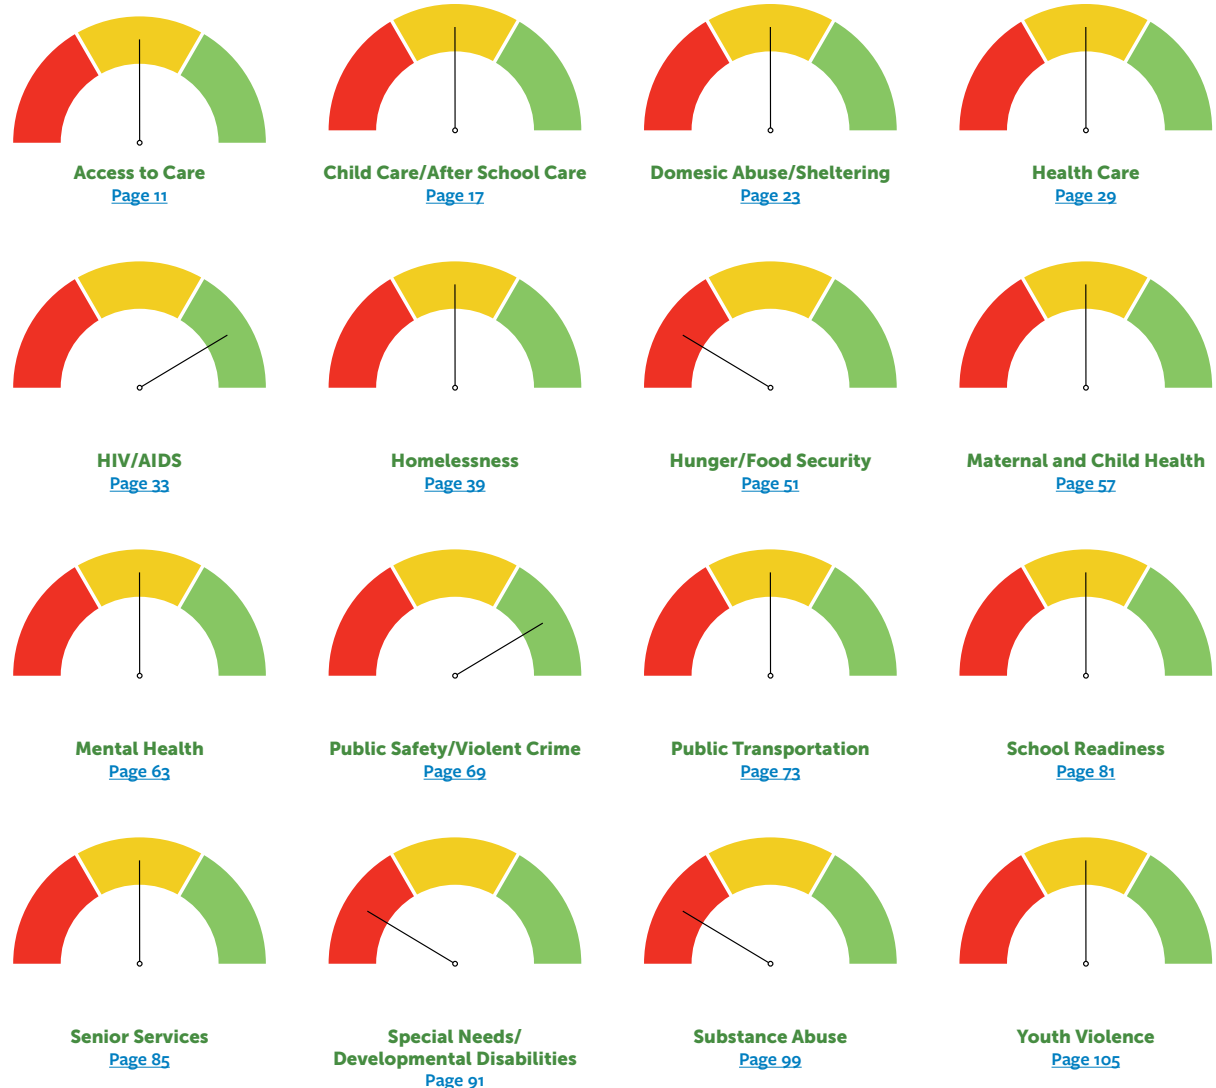 Access to Care
Page 11
Child Care/After School Care
Page 17
Domesic Abuse/Sheltering
Page 23
Health Care
Page 29
HIV/AIDS
Page 33
Homelessness
Page 39
Hunger/Food Security
Page 51
Maternal and Child Health
Page 57
Mental Health
Page 63
Public Safety/Violent Crime
Page 69
Public Transportation
Page 73
School Readiness
Page 81
Senior Services
Page 85
Special Needs/
Developmental Disabilities
Page 91
Substance Abuse
Page 99
Youth Violence
Page 105